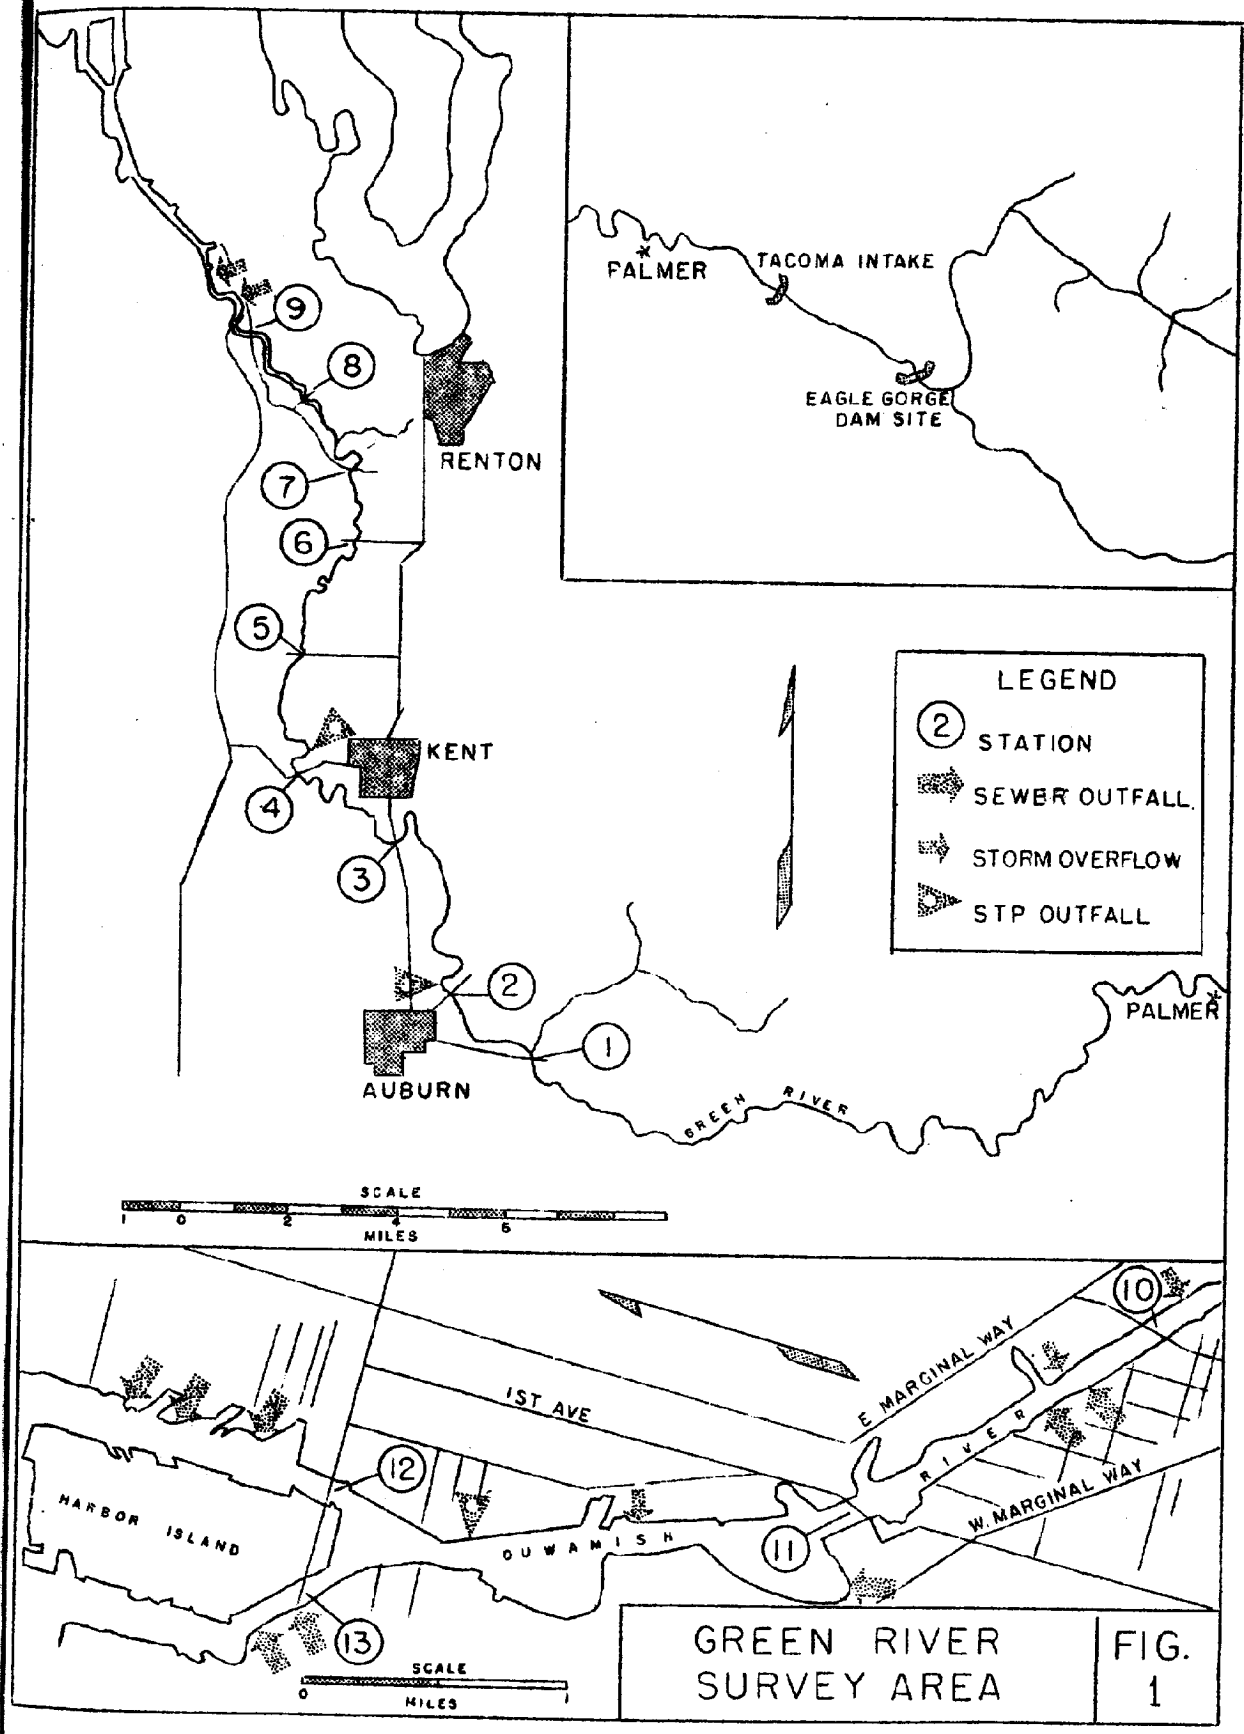 PALMER
*
TACOMA INTAKE
EAGLE GORGE
DAM SITE
9
8
RENTON
7
6
5
LEGEND
2 STATION
SEWER OUTFALL
STORM OVERFLOW
STP OUTFALL
KENT
4
3
2
1
PALMER
*
AUBURN
GREEN RIVER
SCALE
1 0 2 4 6
MILES
10
E MARGINAL WAY
1ST AVE
RIVER
12
W. MARGINAL WAY
HARBOR ISLAND
DUWAMISH
11
13
SCALE
0 1
MILES
GREEN RIVER
SURVEY AREA
FIG.
1